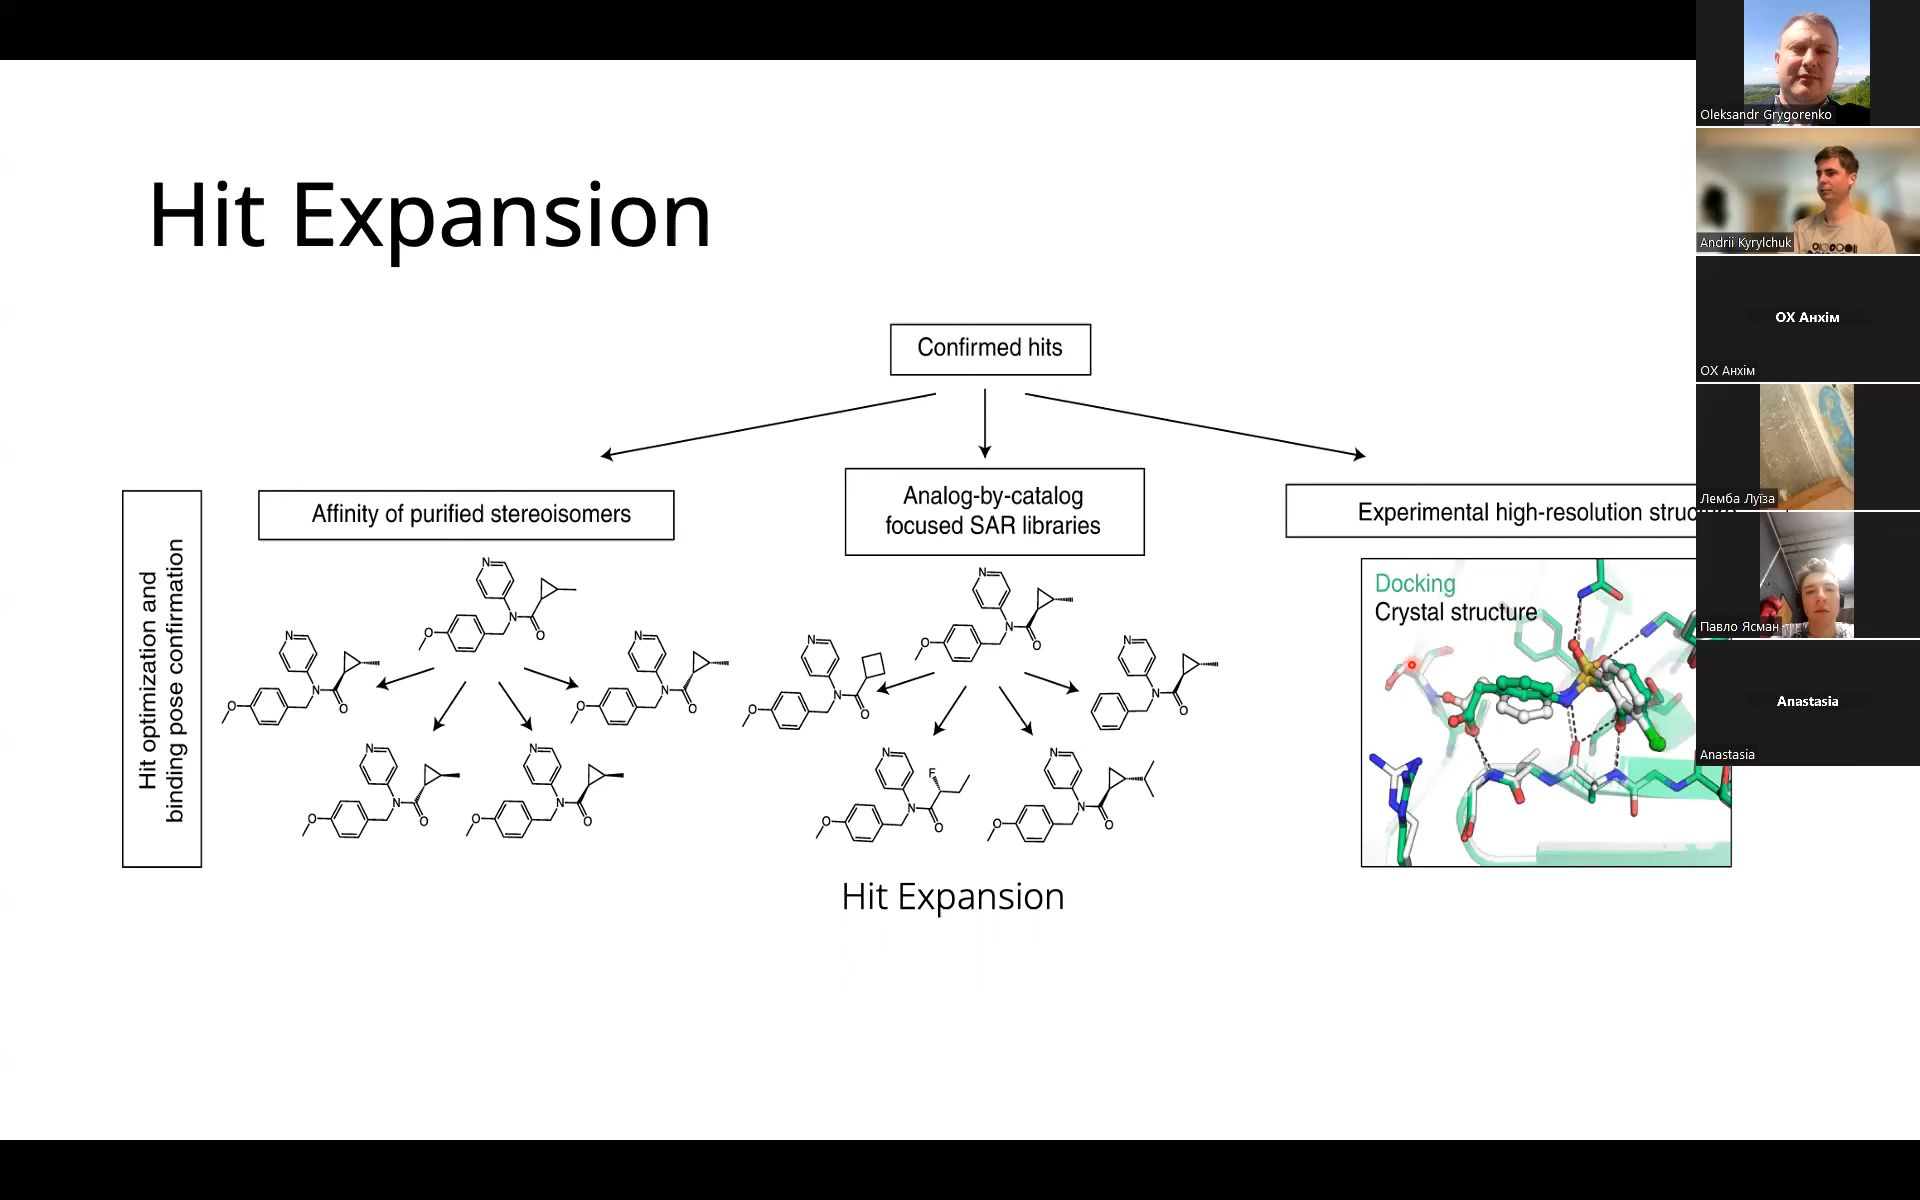 Hit Expansion
Confirmed hits
Affinity of purified stereoisomers
Analog-by-catalog
focused SAR libraries
Experimental high-resolution
Hit optimization and
binding pose confirmation
Docking
Crystal structure
N
N
O
O
N
N
O
O
N
N
O
O
N
N
O
O
N
N
O
O
N
N
O
O
N
N
O
O
N
N
O
N
F
N
O
O
N
N
O
O
Hit Expansion
Oleksandr Grygorenko
Andrii Kyrylchuk
ОХ Анхім
ОХ Анхім
Лемба Луїза
Павло Ясман
Anastasia
Anastasia